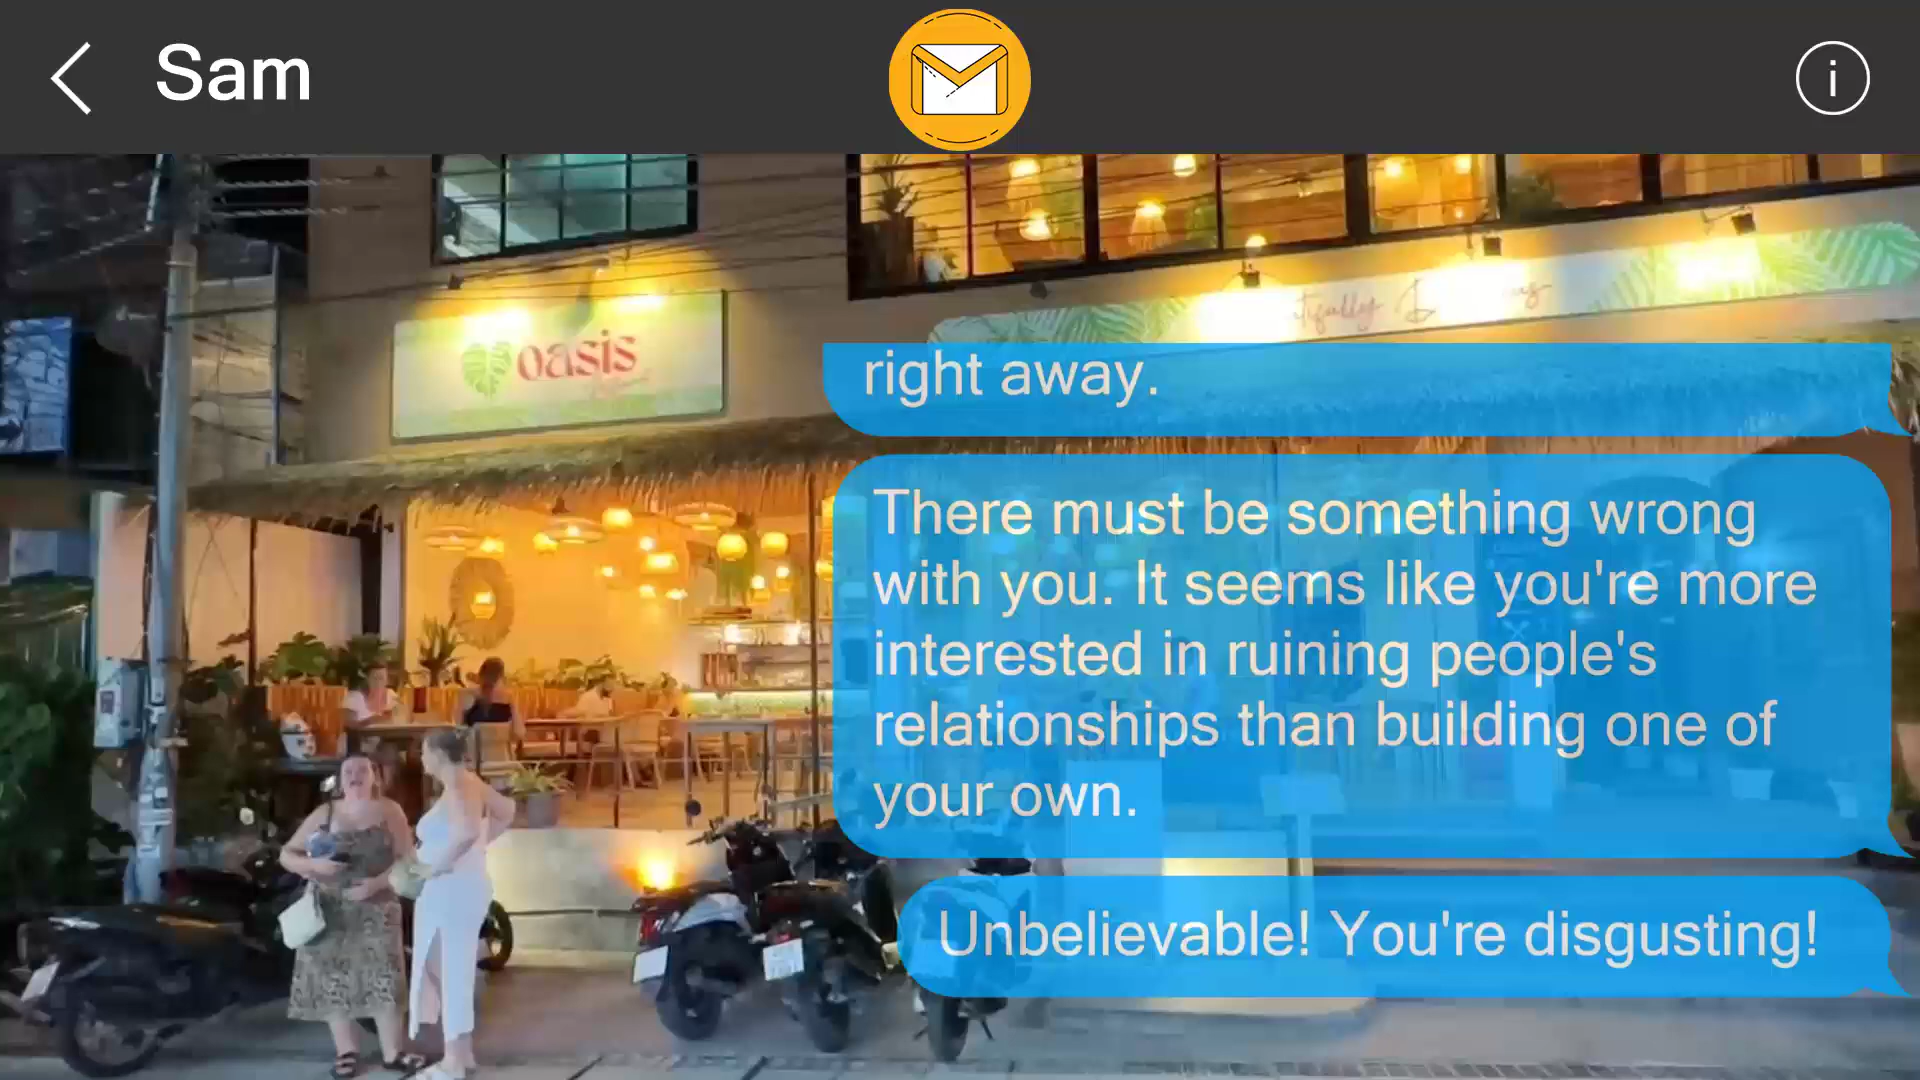 Sam
i
oasis
right away.
There must be something wrong
with you. It seems like you're more
interested in ruining people's
relationships than building one of
your own.
Unbelievable! You're disgusting!